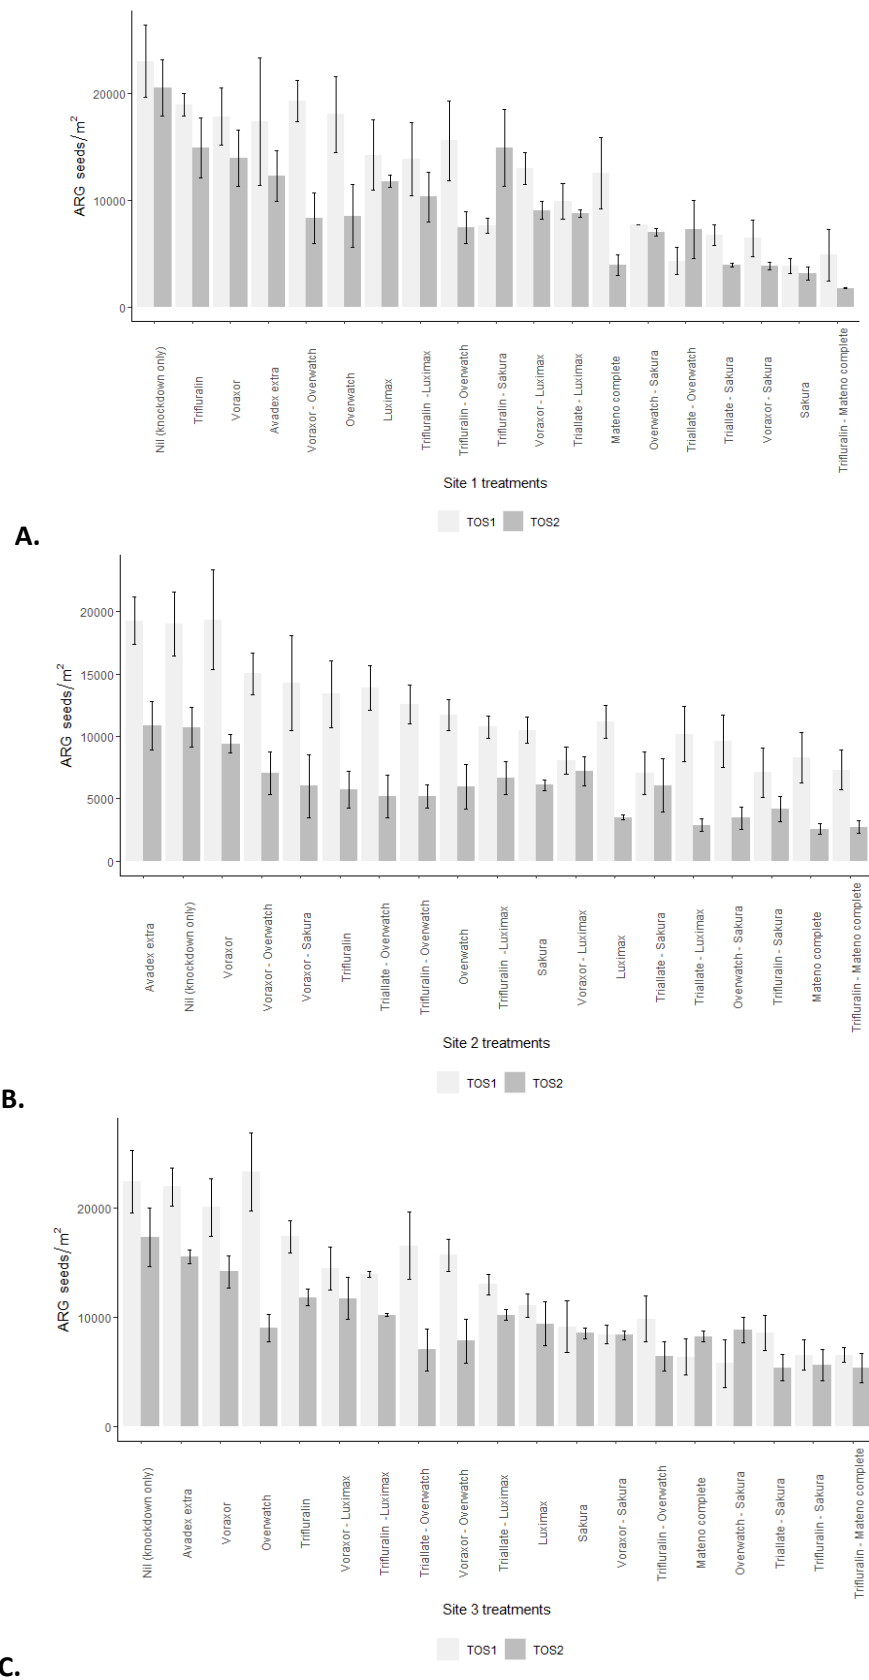 ARG seeds/m²
20000
10000
0
Nil (knockdown only)
Trifluralin
Voraxor
Avadex extra
Voraxor - Overwatch
Overwatch
Luximax
Trifluralin -Luximax
Trifluralin - Overwatch
Trifluralin - Sakura
Voraxor - Luximax
Triallate - Luximax
Mateno complete
Overwatch - Sakura
Triallate - Overwatch
Triallate - Sakura
Voraxor - Sakura
Sakura
Trifluralin - Mateno complete
Site 1 treatments
TOS1 TOS2
A.
ARG seeds/m²
20000
15000
10000
5000
0
Avadex extra
Nil (knockdown only)
Voraxor
Voraxor - Overwatch
Voraxor - Sakura
Trifluralin
Triallate - Overwatch
Trifluralin - Overwatch
Overwatch
Trifluralin -Luximax
Sakura
Voraxor - Luximax
Luximax
Triallate - Sakura
Triallate - Luximax
Overwatch - Sakura
Trifluralin - Sakura
Mateno complete
Trifluralin - Mateno complete
Site 2 treatments
TOS1 TOS2
B.
ARG seeds/m²
20000
10000
0
Nil (knockdown only)
Avadex extra
Voraxor
Overwatch
Trifluralin
Voraxor - Luximax
Trifluralin -Luximax
Triallate - Overwatch
Voraxor - Overwatch
Triallate - Luximax
Luximax
Sakura
Voraxor - Sakura
Trifluralin - Overwatch
Mateno complete
Overwatch - Sakura
Triallate - Sakura
Trifluralin - Sakura
Trifluralin - Mateno complete
Site 3 treatments
TOS1 TOS2
C.